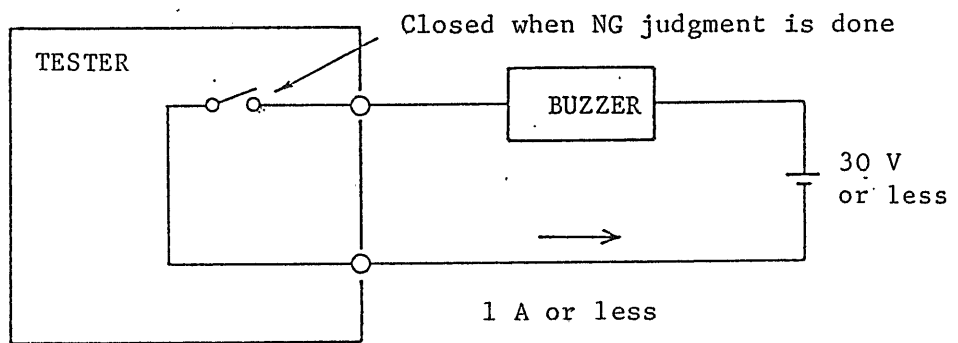 Closed when NG judgment is done
TESTER
BUZZER
30 V
or less
1 A or less